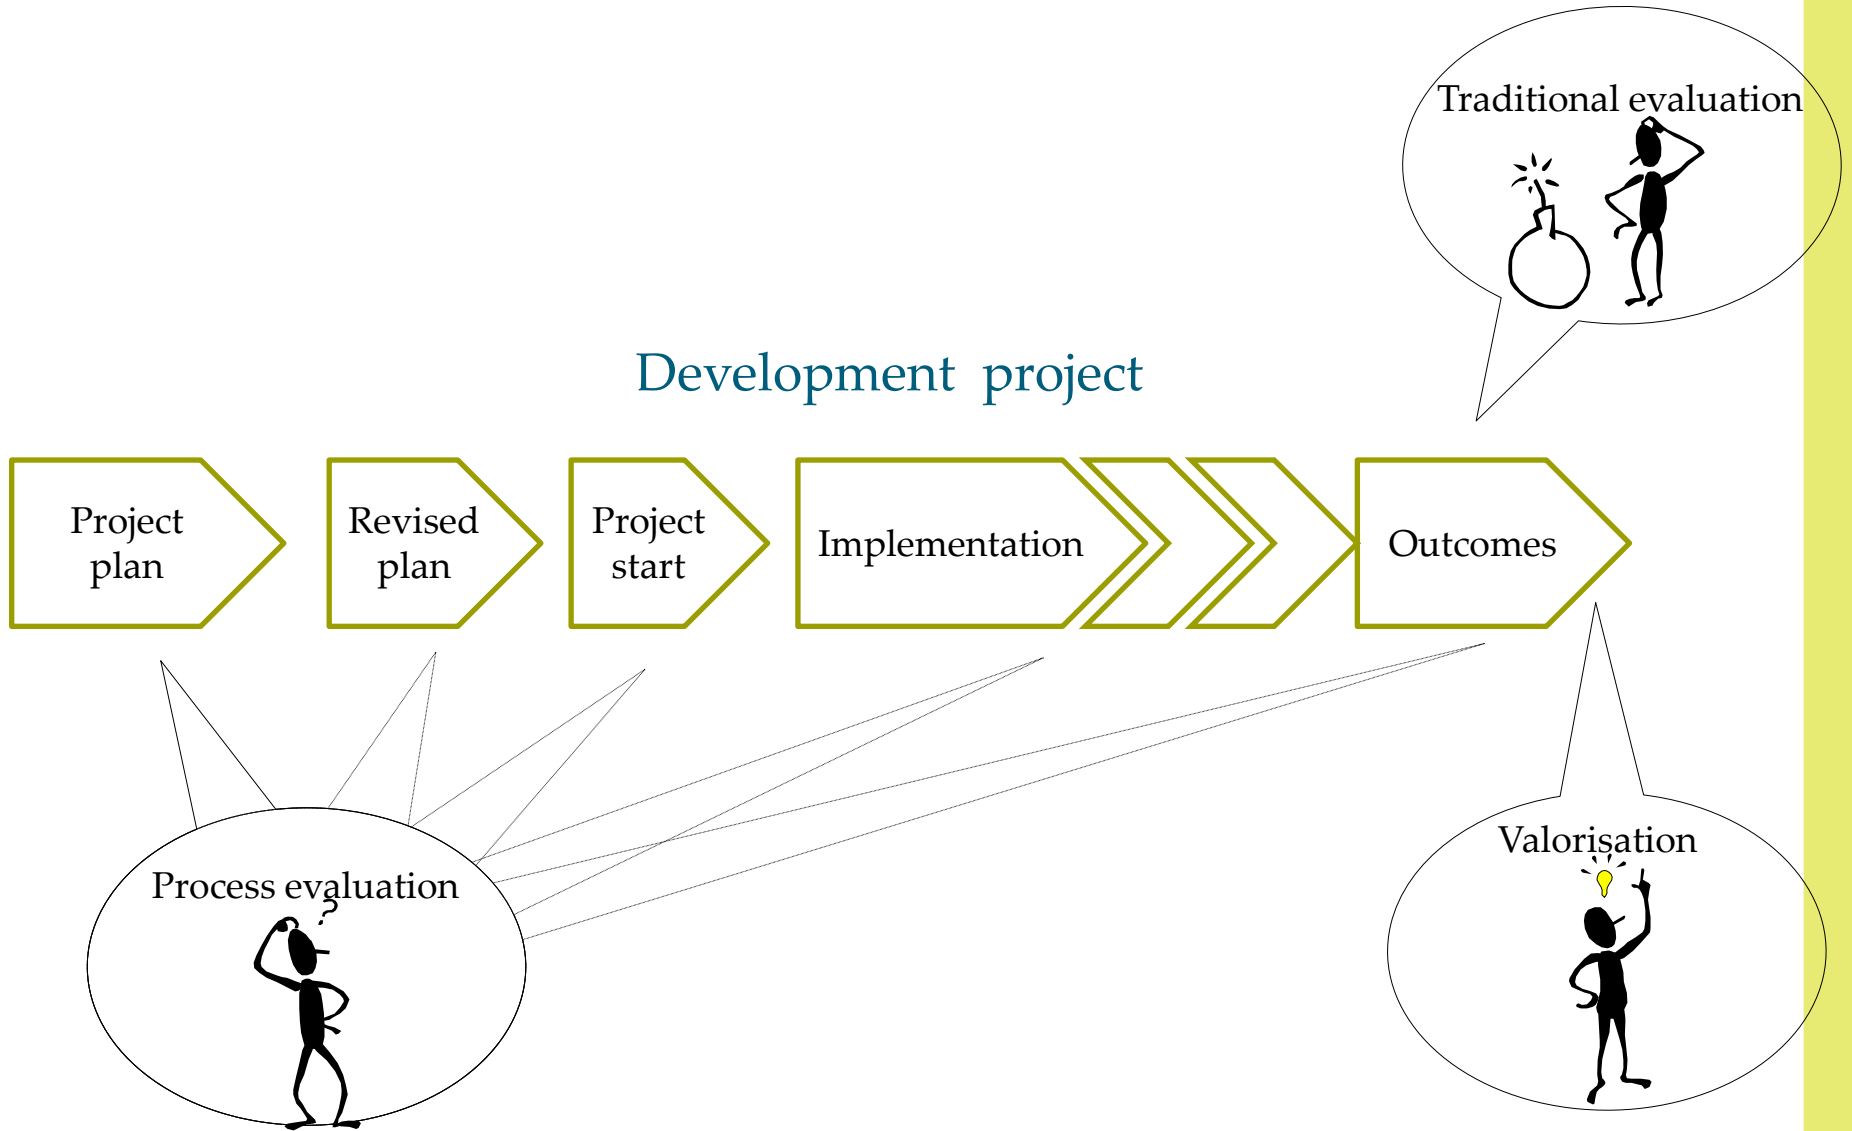 Traditional evaluation
Development project
Project
plan
Revised
plan
Project
start
Implementation
Outcomes
Process evaluation
?
Valorisation